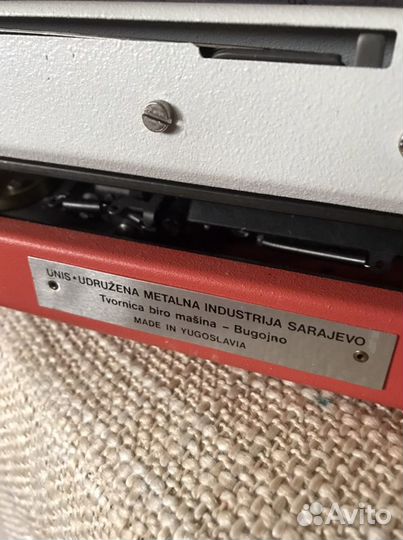 UNIS • UDRUŽENA METALNA INDUSTRIJA SARAJEVO
Tvornica biro mašina – Bugojno
MADE IN YUGOSLAVIA
Avito